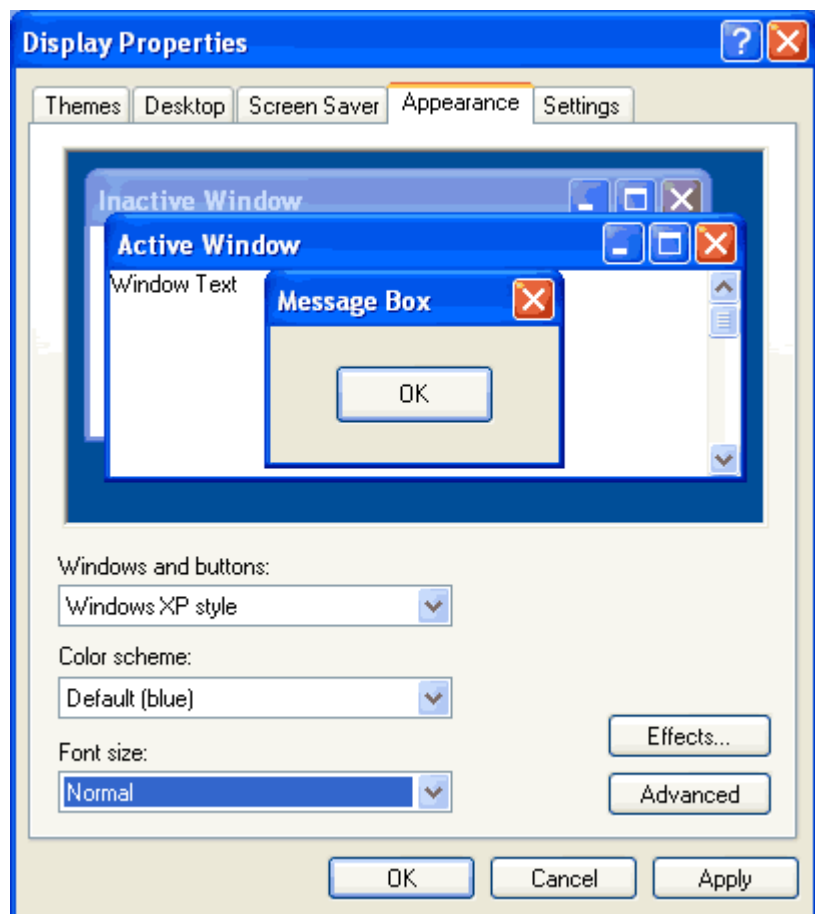 Display Properties
Themes Desktop Screen Saver Appearance Settings
Inactive Window
Active Window
Window Text
Message Box
OK
Windows and buttons:
Windows XP style
Color scheme:
Default (blue)
Effects...
Font size:
Normal
Advanced
OK Cancel Apply